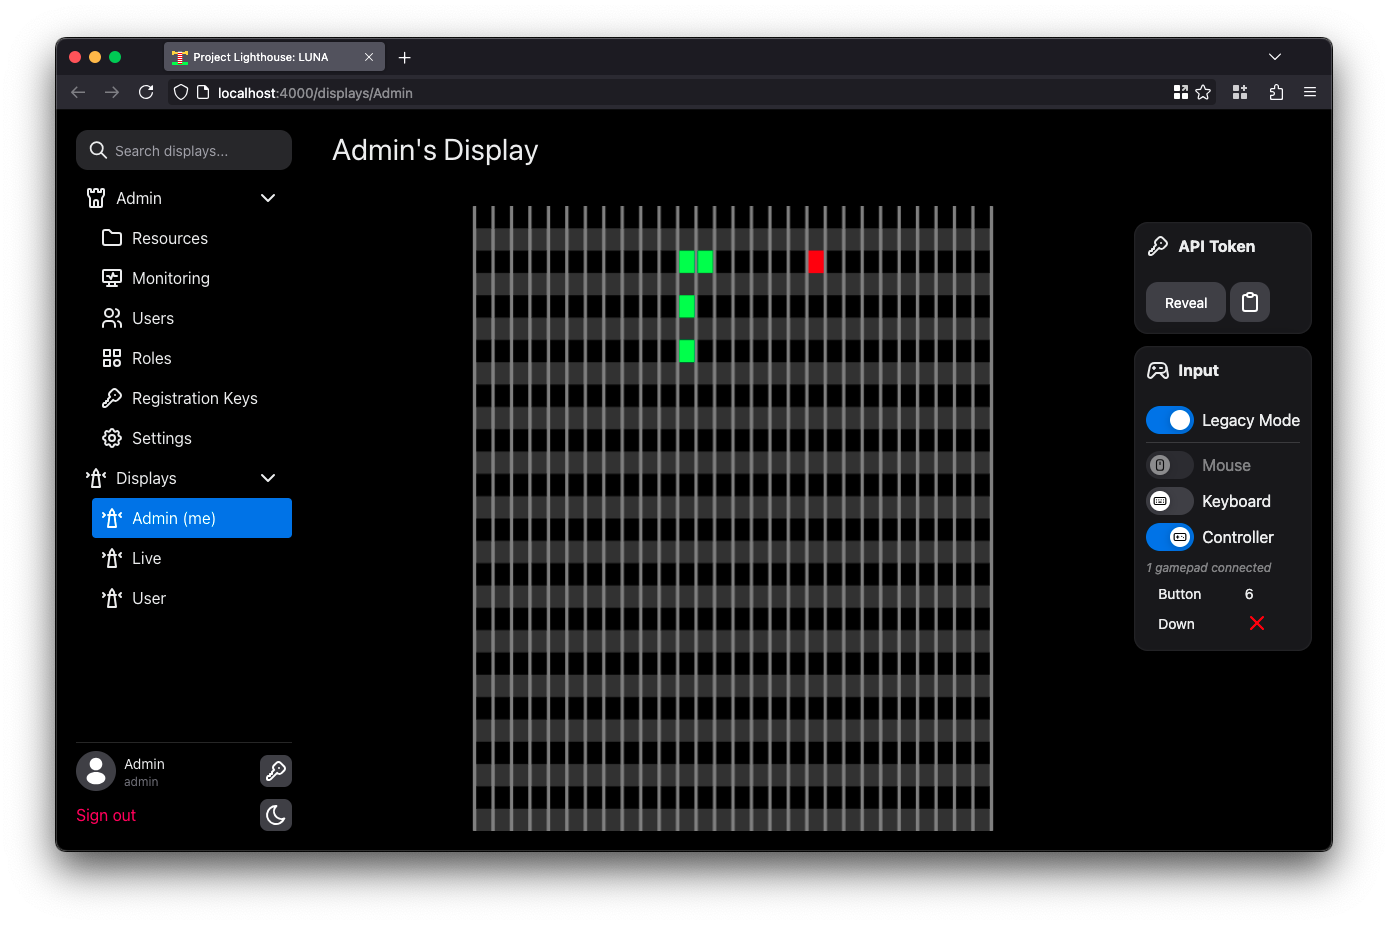 Project Lighthouse: LUNA
localhost:4000/displays/Admin
Search displays...
Admin
Resources
Monitoring
Users
Roles
Registration Keys
Settings
Displays
Admin (me)
Live
User
Admin
admin
Sign out
Admin's Display
API Token
Reveal
Input
Legacy Mode
Mouse
Keyboard
Controller
1 gamepad connected
Button 6
Down